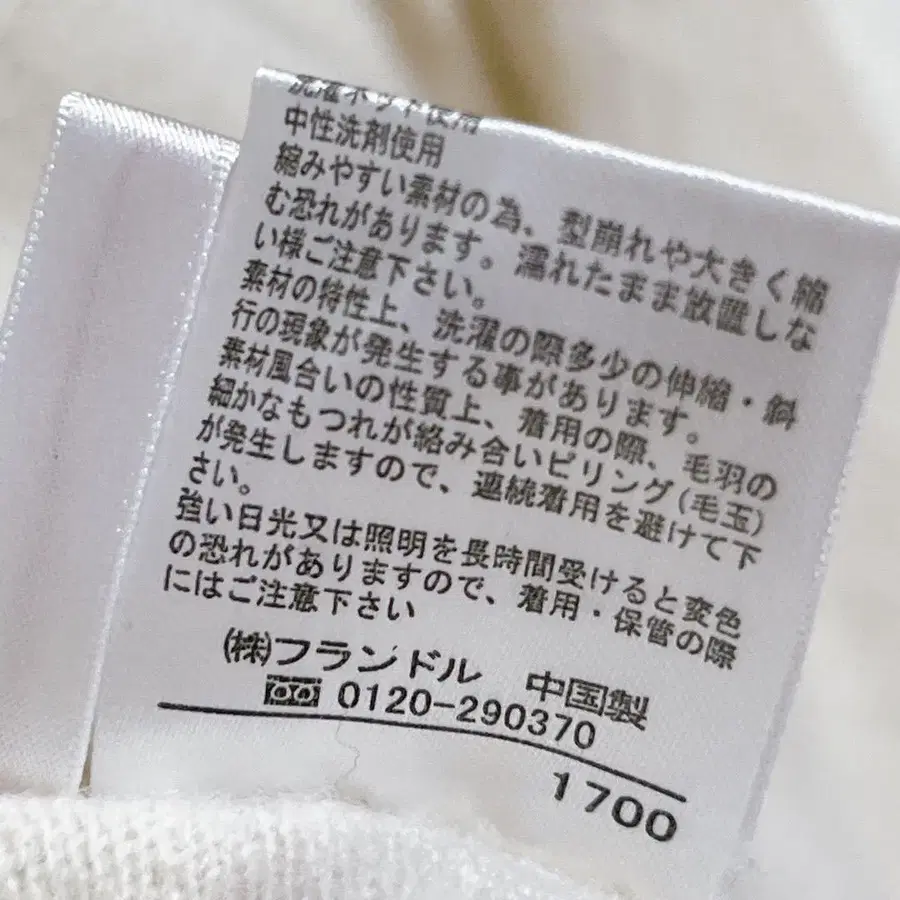 洗濯ネット使用
中性洗剤使用
縮みやすい素材の為、型崩れや大きく縮
む恐れがあります。濡れたまま放置しな
い様ご注意下さい。
素材の特性上、洗濯の際多少の伸縮・斜
行の現象が発生する事があります。
素材風合いの性質上、着用の際、毛羽の
細かなもつれが絡み合いピリング(毛玉)
が発生しますので、連続着用を避けて下
さい。
強い日光又は照明を長時間受けると変色
の恐れがありますので、着用・保管の際
にはご注意下さい
(株)フランドル 中国製
0120-290370
1700